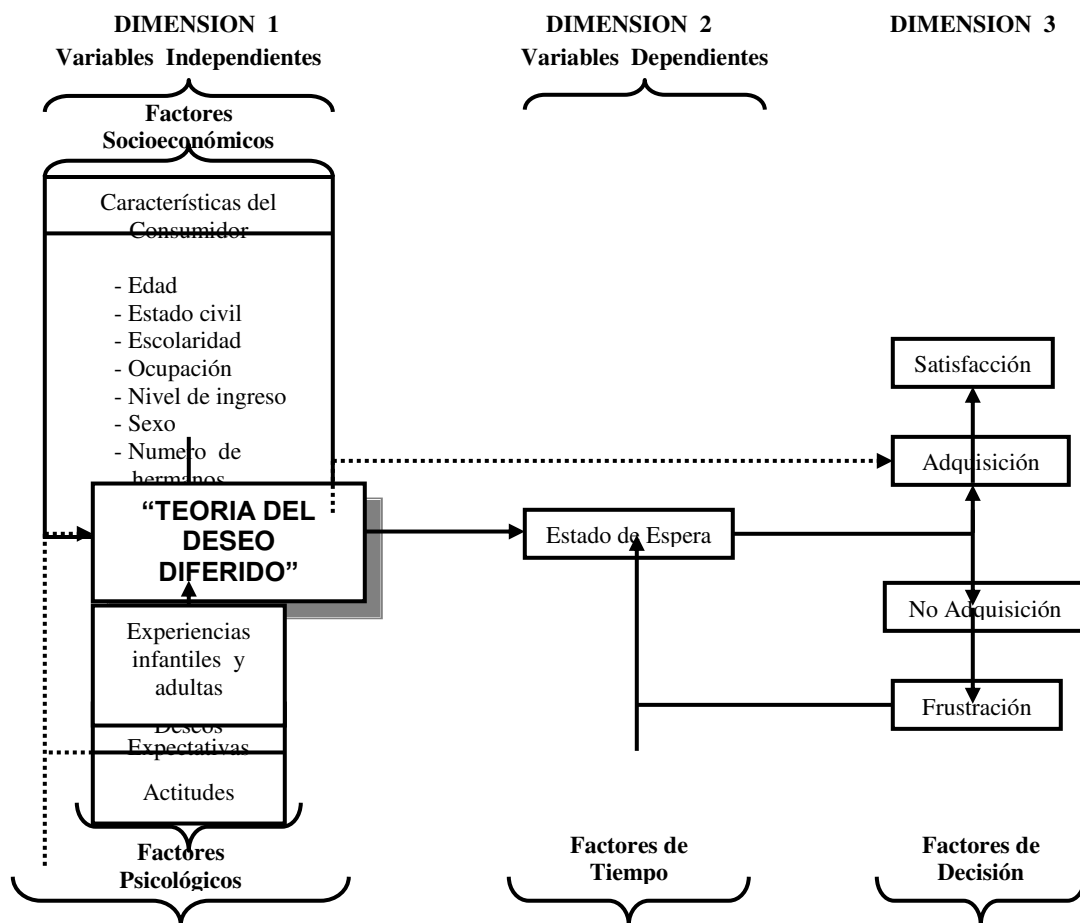 DIMENSION 1
Variables Independientes
Factores
Socioeconómicos
Características del
Consumidor
- Edad
- Estado civil
- Escolaridad
- Ocupación
- Nivel de ingreso
- Sexo
- Numero de
hermanos
“TEORIA DEL
DESEO
DIFERIDO”
Experiencias
infantiles y
adultas
Deseos
Expectativas
Actitudes
Factores
Psicológicos
DIMENSION 2
Variables Dependientes
Estado de Espera
Factores de
Tiempo
DIMENSION 3
Satisfacción
Adquisición
No Adquisición
Frustración
Factores de
Decisión